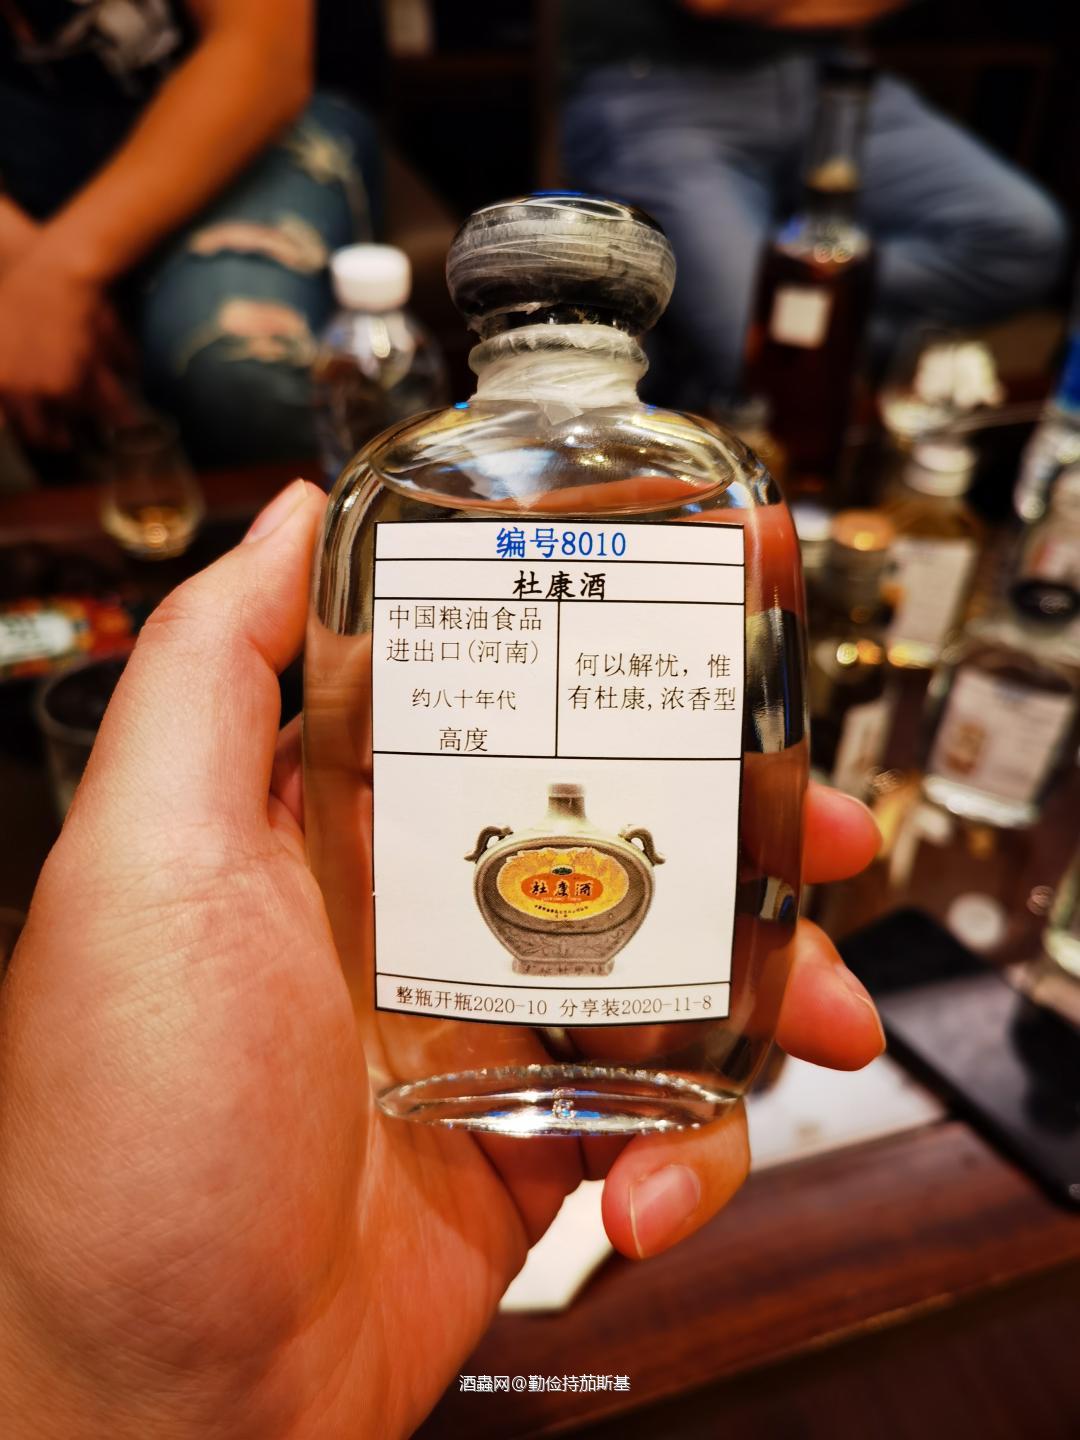 编号8010
杜康酒
中国粮油食品
进出口(河南)
约八十年代
高度
何以解忧，惟
有杜康,浓香型
杜康酒
整瓶开瓶2020-10 分享装2020-11-8
酒蟲网@勤俭持茄斯基